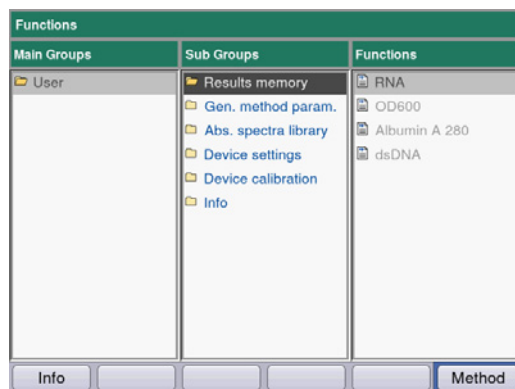 Functions
Main Groups
Sub Groups
Functions
User
Results memory
Gen. method param.
Abs. spectra library
Device settings
Device calibration
Info
RNA
OD600
Albumin A 280
dsDNA
Info
Method